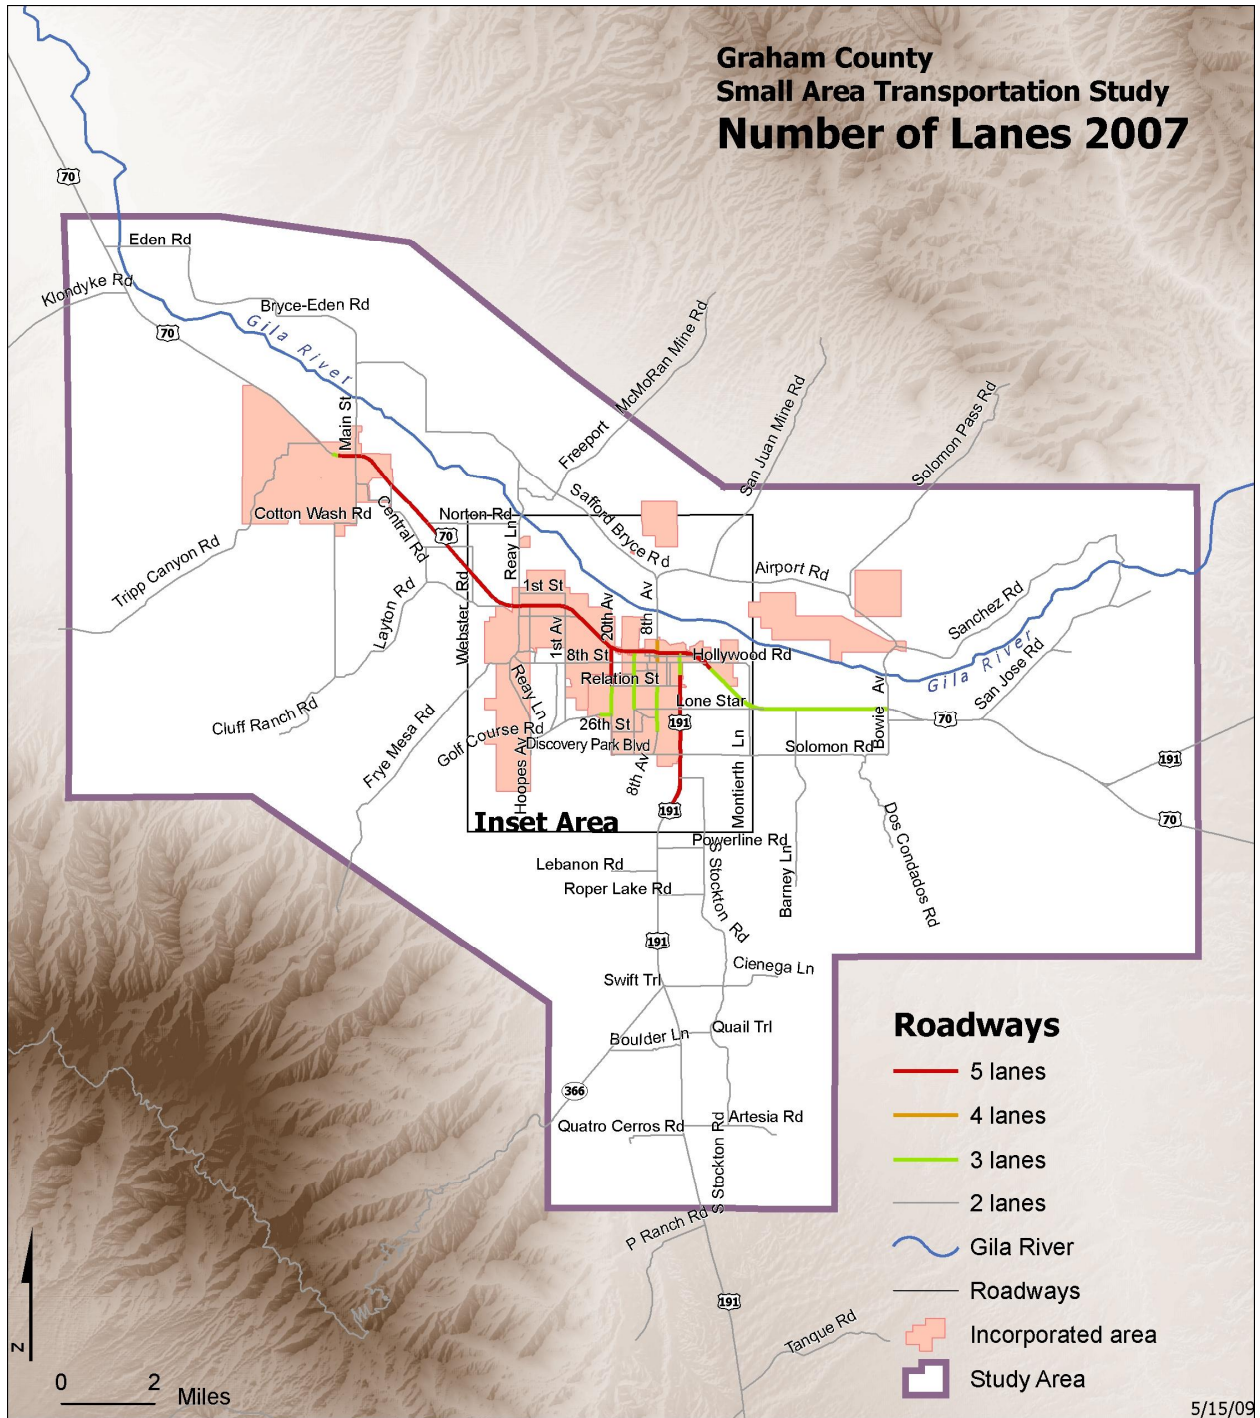 Graham County
Small Area Transportation Study
Number of Lanes 2007
70
Eden Rd
Klondyke Rd
Bryce-Eden Rd
70
Gila River
Freeport McMoRan Mine Rd
San Juan Mine Rd
Solomon Pass Rd
Main St
Cotton Wash Rd
Central Rd
Norton Rd
70
Reay Ln
Safford Bryce Rd
Airport Rd
Tripp Canyon Rd
Layton Rd
Webster Rd
1st St
20th Av
8th Av
Sanchez Rd
1st Av
8th St
Hollywood Rd
Gila River
San Jose Rd
Relation St
Reay Ln
Lone Star
Bowie Av
Cluff Ranch Rd
Frye Mesa Rd
Golf Course Rd
26th St
191
70
Discovery Park Blvd
Solomon Rd
191
Hoopes Av
8th Av
Montierth Ln
191
Inset Area
70
Dos Condados Rd
Powerline Rd
Lebanon Rd
S Stockton Rd
Barney Ln
Roper Lake Rd
191
Swift Trl
Cienega Ln
Boulder Ln
Quail Trl
366
Quatro Cerros Rd
Artesia Rd
S Stockton Rd
P Ranch Rd
191
Tanque Rd
Roadways
5 lanes
4 lanes
3 lanes
2 lanes
Gila River
Roadways
Incorporated area
Study Area
N
0 2
Miles
5/15/09